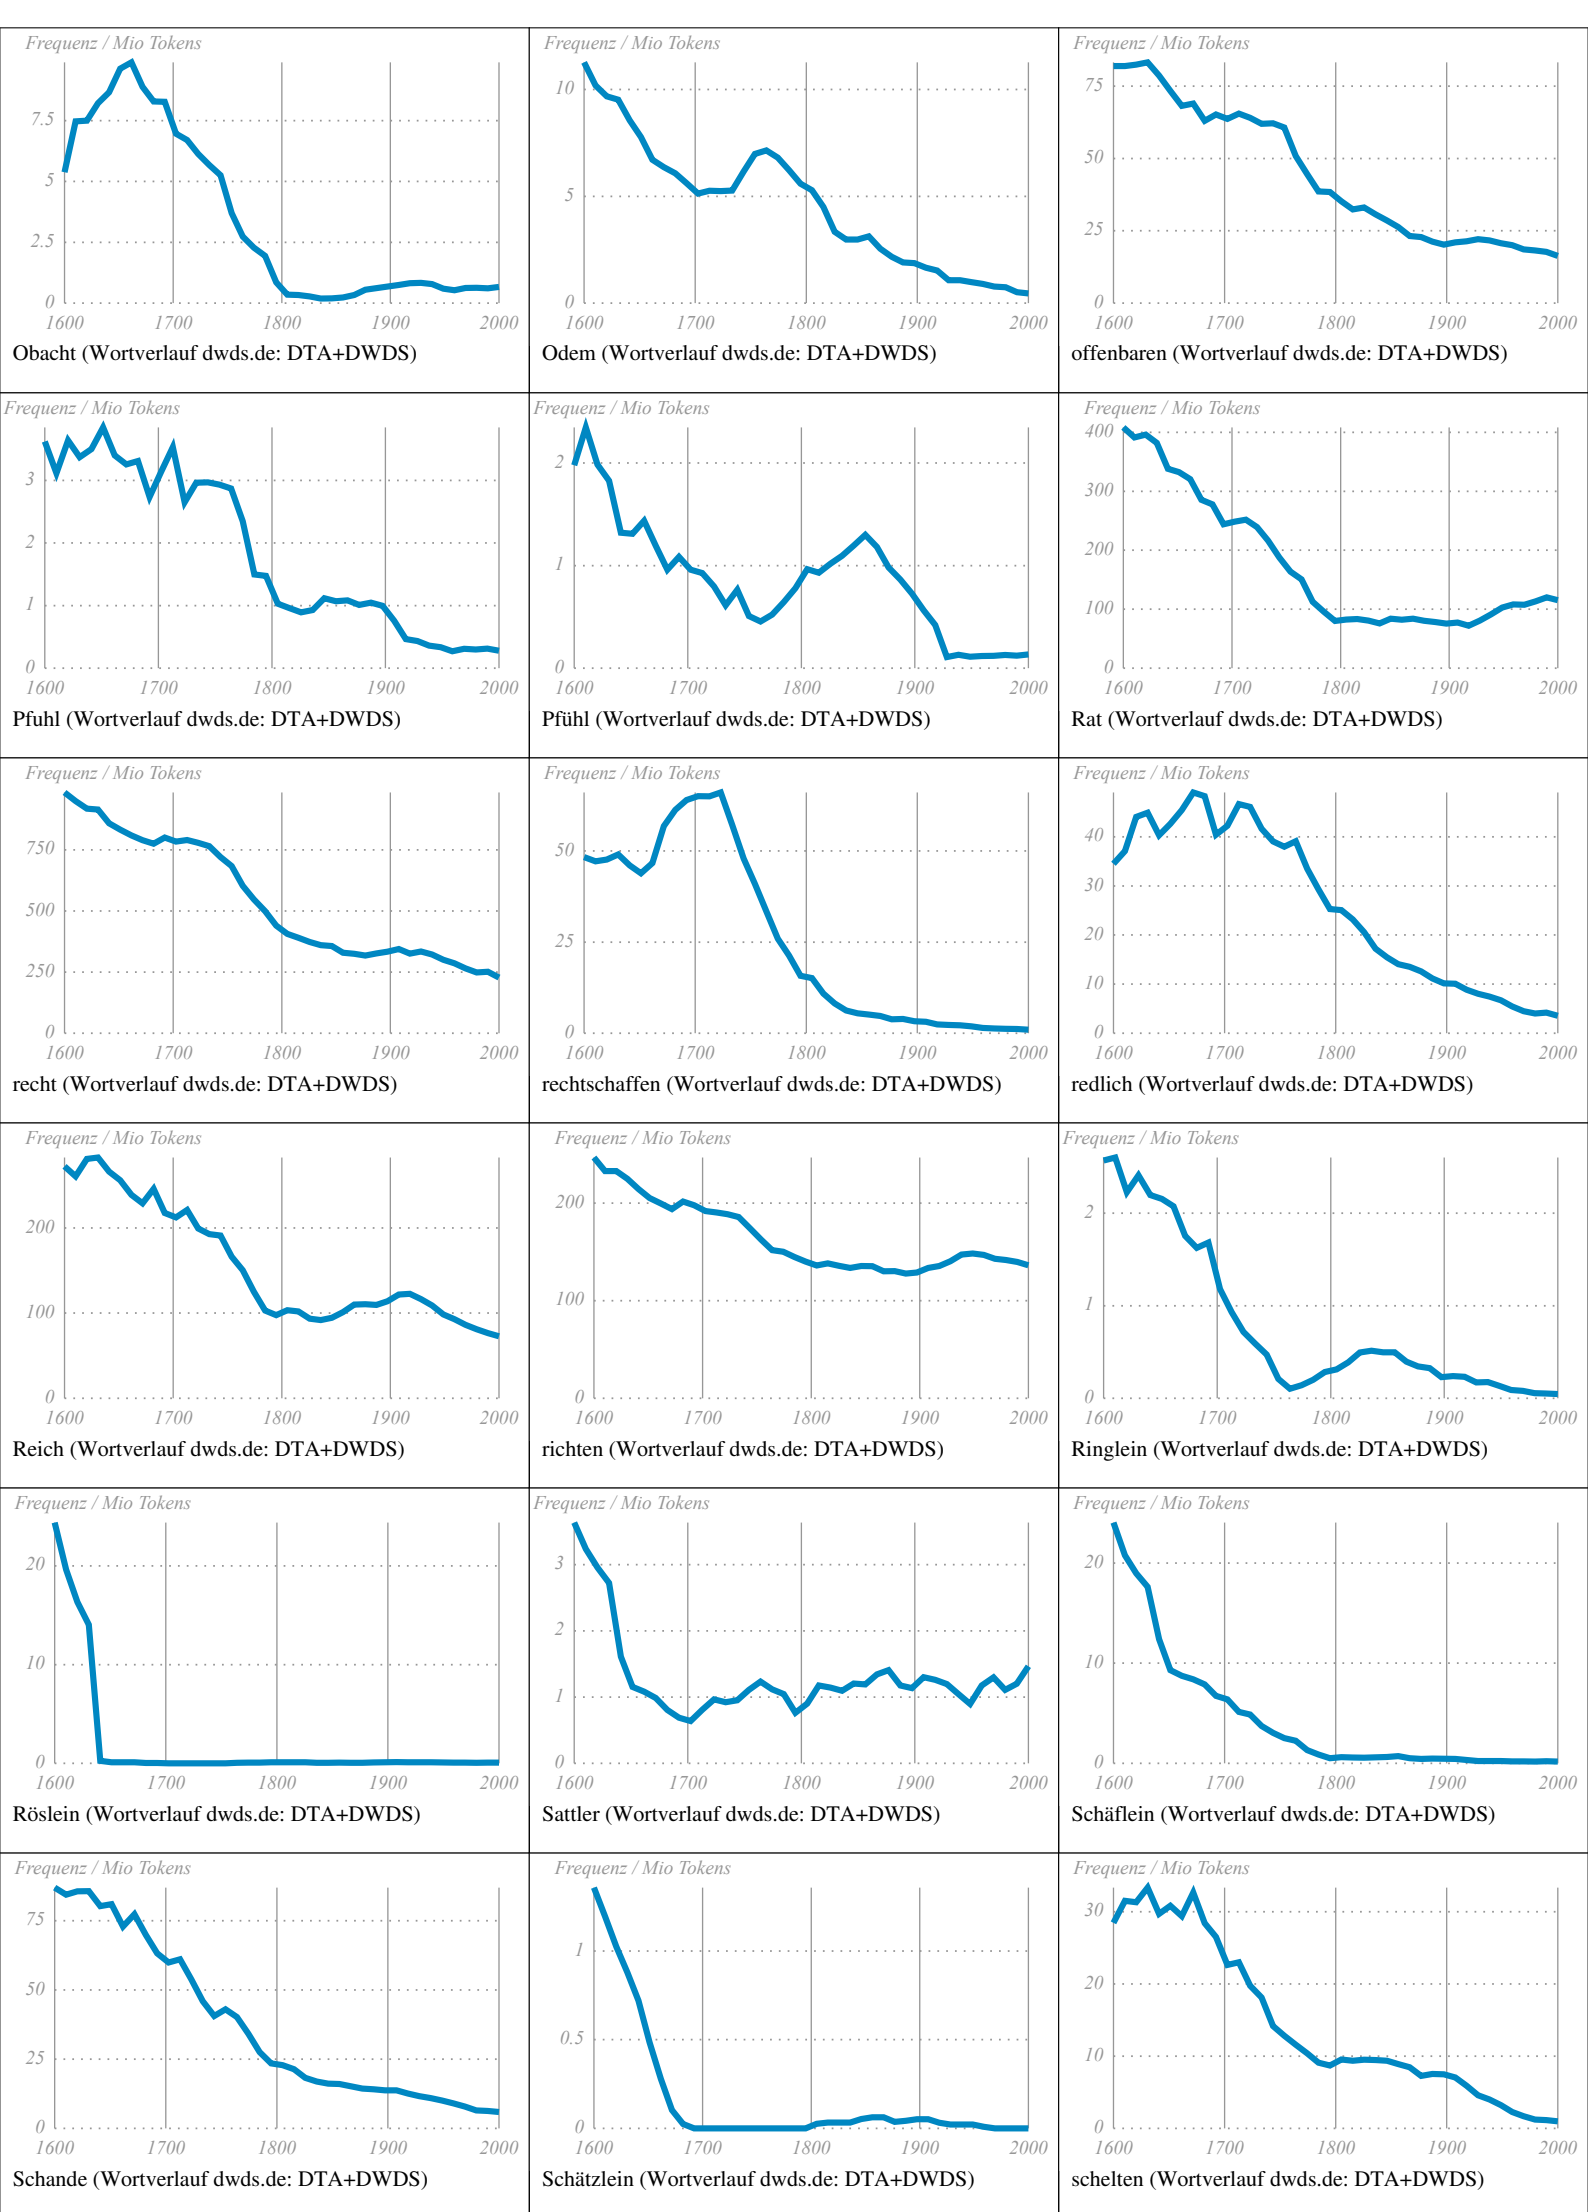 Frequenz / Mio Tokens
7.5
5
2.5
0
1600 1700 1800 1900 2000
Obacht (Wortverlauf dwds.de: DTA+DWDS)
Frequenz / Mio Tokens
10
5
0
1600 1700 1800 1900 2000
Odem (Wortverlauf dwds.de: DTA+DWDS)
Frequenz / Mio Tokens
75
50
25
0
1600 1700 1800 1900 2000
offenbaren (Wortverlauf dwds.de: DTA+DWDS)
Frequenz / Mio Tokens
3
2
1
0
1600 1700 1800 1900 2000
Pfuhl (Wortverlauf dwds.de: DTA+DWDS)
Frequenz / Mio Tokens
2
1
0
1600 1700 1800 1900 2000
Pfühl (Wortverlauf dwds.de: DTA+DWDS)
Frequenz / Mio Tokens
400
300
200
100
0
1600 1700 1800 1900 2000
Rat (Wortverlauf dwds.de: DTA+DWDS)
Frequenz / Mio Tokens
750
500
250
0
1600 1700 1800 1900 2000
recht (Wortverlauf dwds.de: DTA+DWDS)
Frequenz / Mio Tokens
50
25
0
1600 1700 1800 1900 2000
rechtschaffen (Wortverlauf dwds.de: DTA+DWDS)
Frequenz / Mio Tokens
40
30
20
10
0
1600 1700 1800 1900 2000
redlich (Wortverlauf dwds.de: DTA+DWDS)
Frequenz / Mio Tokens
200
100
0
1600 1700 1800 1900 2000
Reich (Wortverlauf dwds.de: DTA+DWDS)
Frequenz / Mio Tokens
200
100
0
1600 1700 1800 1900 2000
richten (Wortverlauf dwds.de: DTA+DWDS)
Frequenz / Mio Tokens
2
1
0
1600 1700 1800 1900 2000
Ringlein (Wortverlauf dwds.de: DTA+DWDS)
Frequenz / Mio Tokens
20
10
0
1600 1700 1800 1900 2000
Röslein (Wortverlauf dwds.de: DTA+DWDS)
Frequenz / Mio Tokens
3
2
1
0
1600 1700 1800 1900 2000
Sattler (Wortverlauf dwds.de: DTA+DWDS)
Frequenz / Mio Tokens
20
10
0
1600 1700 1800 1900 2000
Schäflein (Wortverlauf dwds.de: DTA+DWDS)
Frequenz / Mio Tokens
75
50
25
0
1600 1700 1800 1900 2000
Schande (Wortverlauf dwds.de: DTA+DWDS)
Frequenz / Mio Tokens
1
0.5
0
1600 1700 1800 1900 2000
Schätzlein (Wortverlauf dwds.de: DTA+DWDS)
Frequenz / Mio Tokens
30
20
10
0
1600 1700 1800 1900 2000
schelten (Wortverlauf dwds.de: DTA+DWDS)